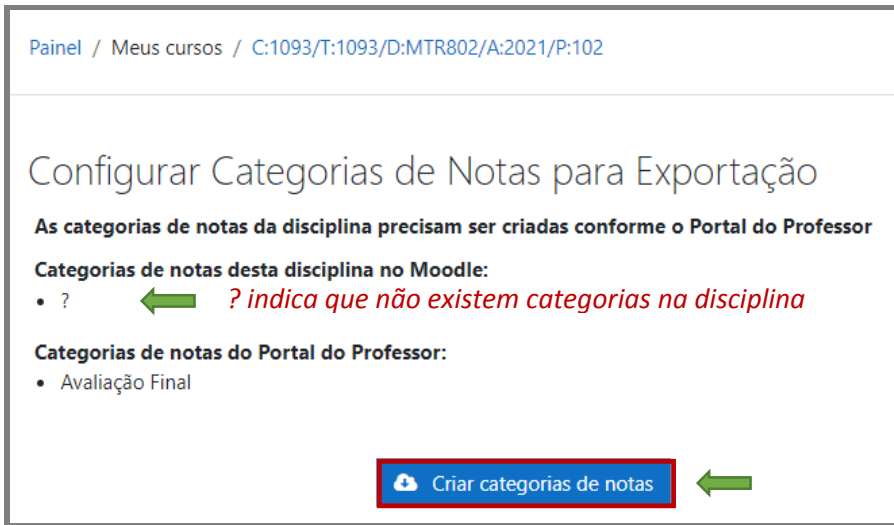 Painel / Meus cursos / C:1093/T:1093/D:MTR802/A:2021/P:102
Configurar Categorias de Notas para Exportação
As categorias de notas da disciplina precisam ser criadas conforme o Portal do Professor
Categorias de notas desta disciplina no Moodle:
• ? ? indica que não existem categorias na disciplina
Categorias de notas do Portal do Professor:
• Avaliação Final
Criar categorias de notas